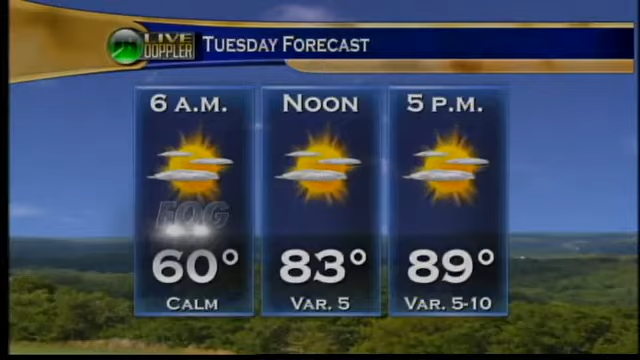 LIVE
DOPPLER
TUESDAY FORECAST
6 A.M.
NOON
5 P.M.
FOG
60°
83°
89°
CALM
VAR. 5
VAR. 5-10